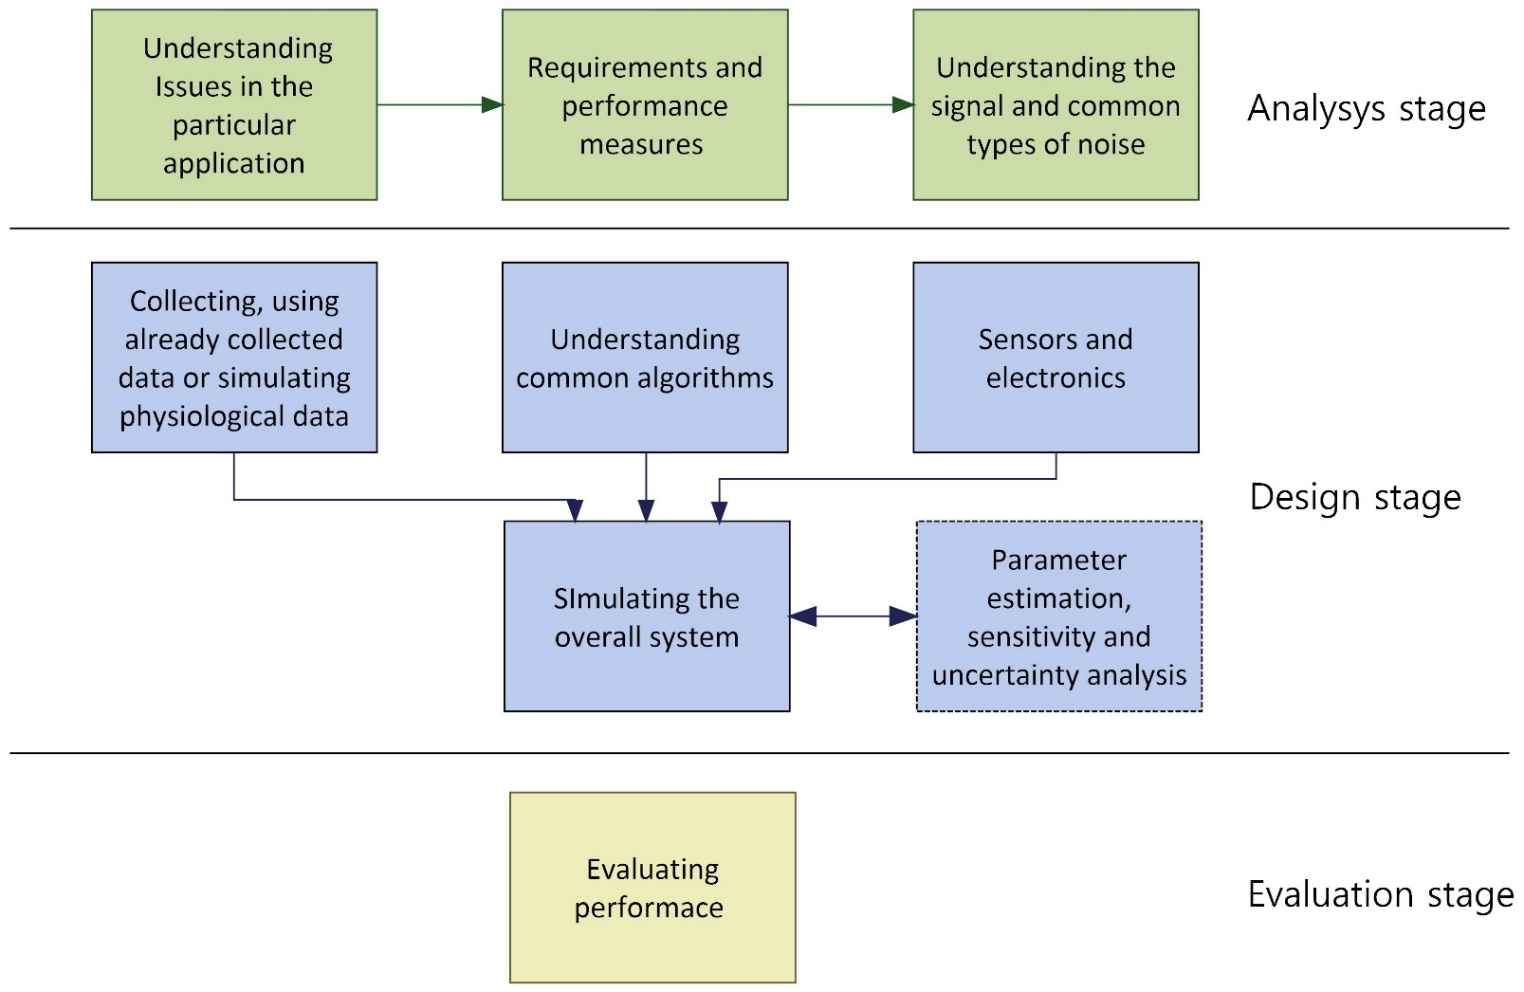 Understanding
Issues in the
particular
application
Requirements and
performance
measures
Understanding the
signal and common
types of noise
Analysys stage
Collecting, using
already collected
data or simulating
physiological data
Understanding
common algorithms
Sensors and
electronics
Design stage
SImulating the
overall system
Parameter
estimation,
sensitivity and
uncertainty analysis
Evaluating
performace
Evaluation stage